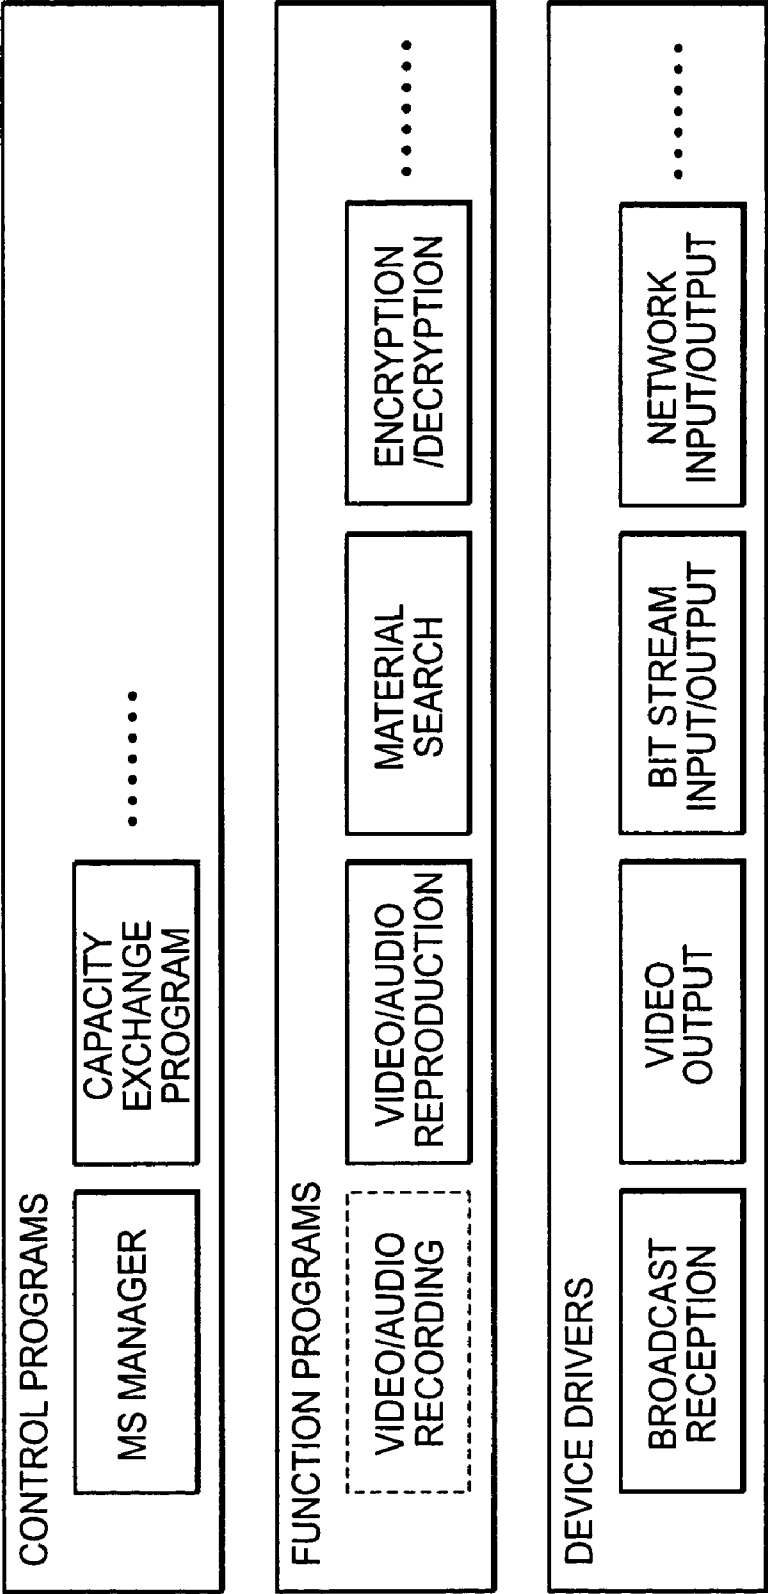 CONTROL PROGRAMS
MS MANAGER
CAPACITY
EXCHANGE
PROGRAM
.......
FUNCTION PROGRAMS
VIDEO/AUDIO
RECORDING
VIDEO/AUDIO
REPRODUCTION
MATERIAL
SEARCH
ENCRYPTION
/DECRYPTION
.......
DEVICE DRIVERS
BROADCAST
RECEPTION
VIDEO
OUTPUT
BIT STREAM
INPUT/OUTPUT
NETWORK
INPUT/OUTPUT
.......